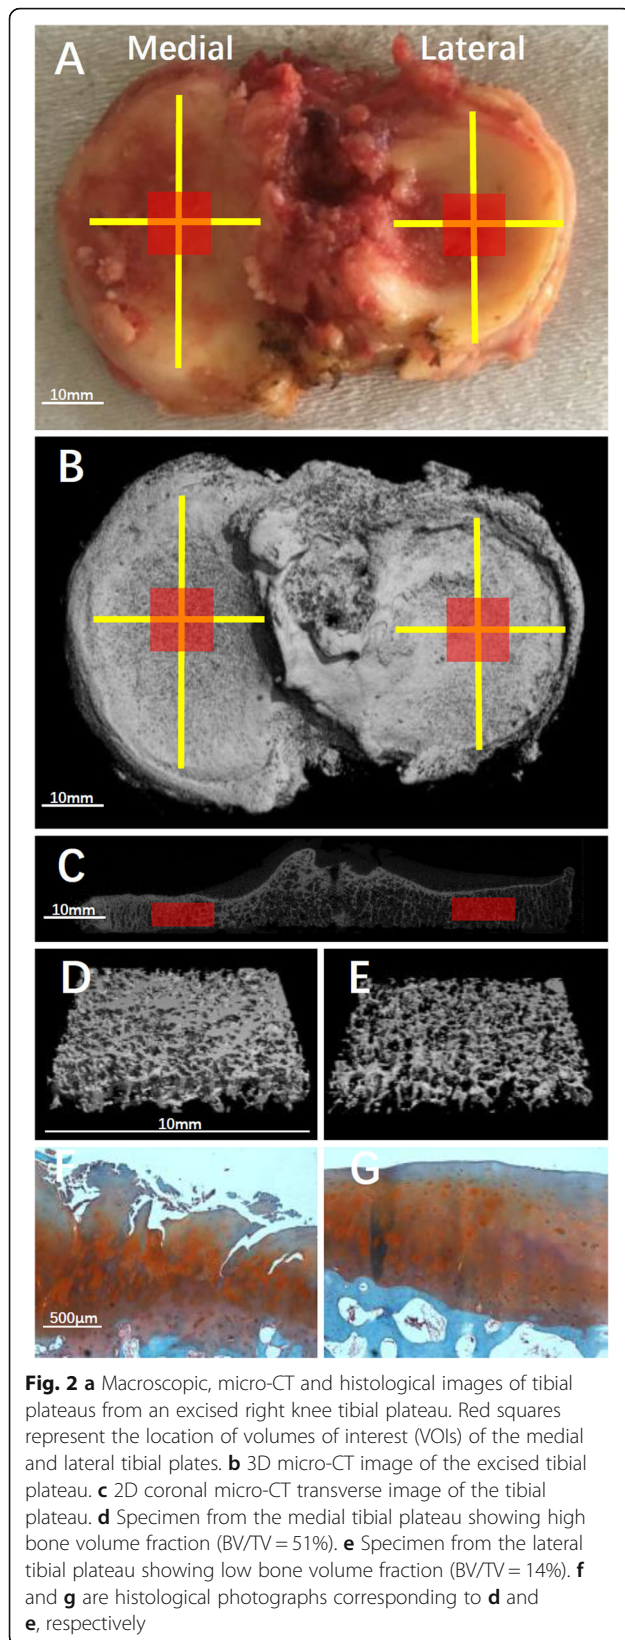 Medial
Lateral
A
10mm
B
10mm
C
10mm
D
E
10mm
F
G
500μm
Fig. 2 a Macroscopic, micro-CT and histological images of tibial
plateaus from an excised right knee tibial plateau. Red squares
represent the location of volumes of interest (VOIs) of the medial
and lateral tibial plates. b 3D micro-CT image of the excised tibial
plateau. c 2D coronal micro-CT transverse image of the tibial
plateau. d Specimen from the medial tibial plateau showing high
bone volume fraction (BV/TV = 51%). e Specimen from the lateral
tibial plateau showing low bone volume fraction (BV/TV = 14%). f
and g are histological photographs corresponding to d and
e, respectively